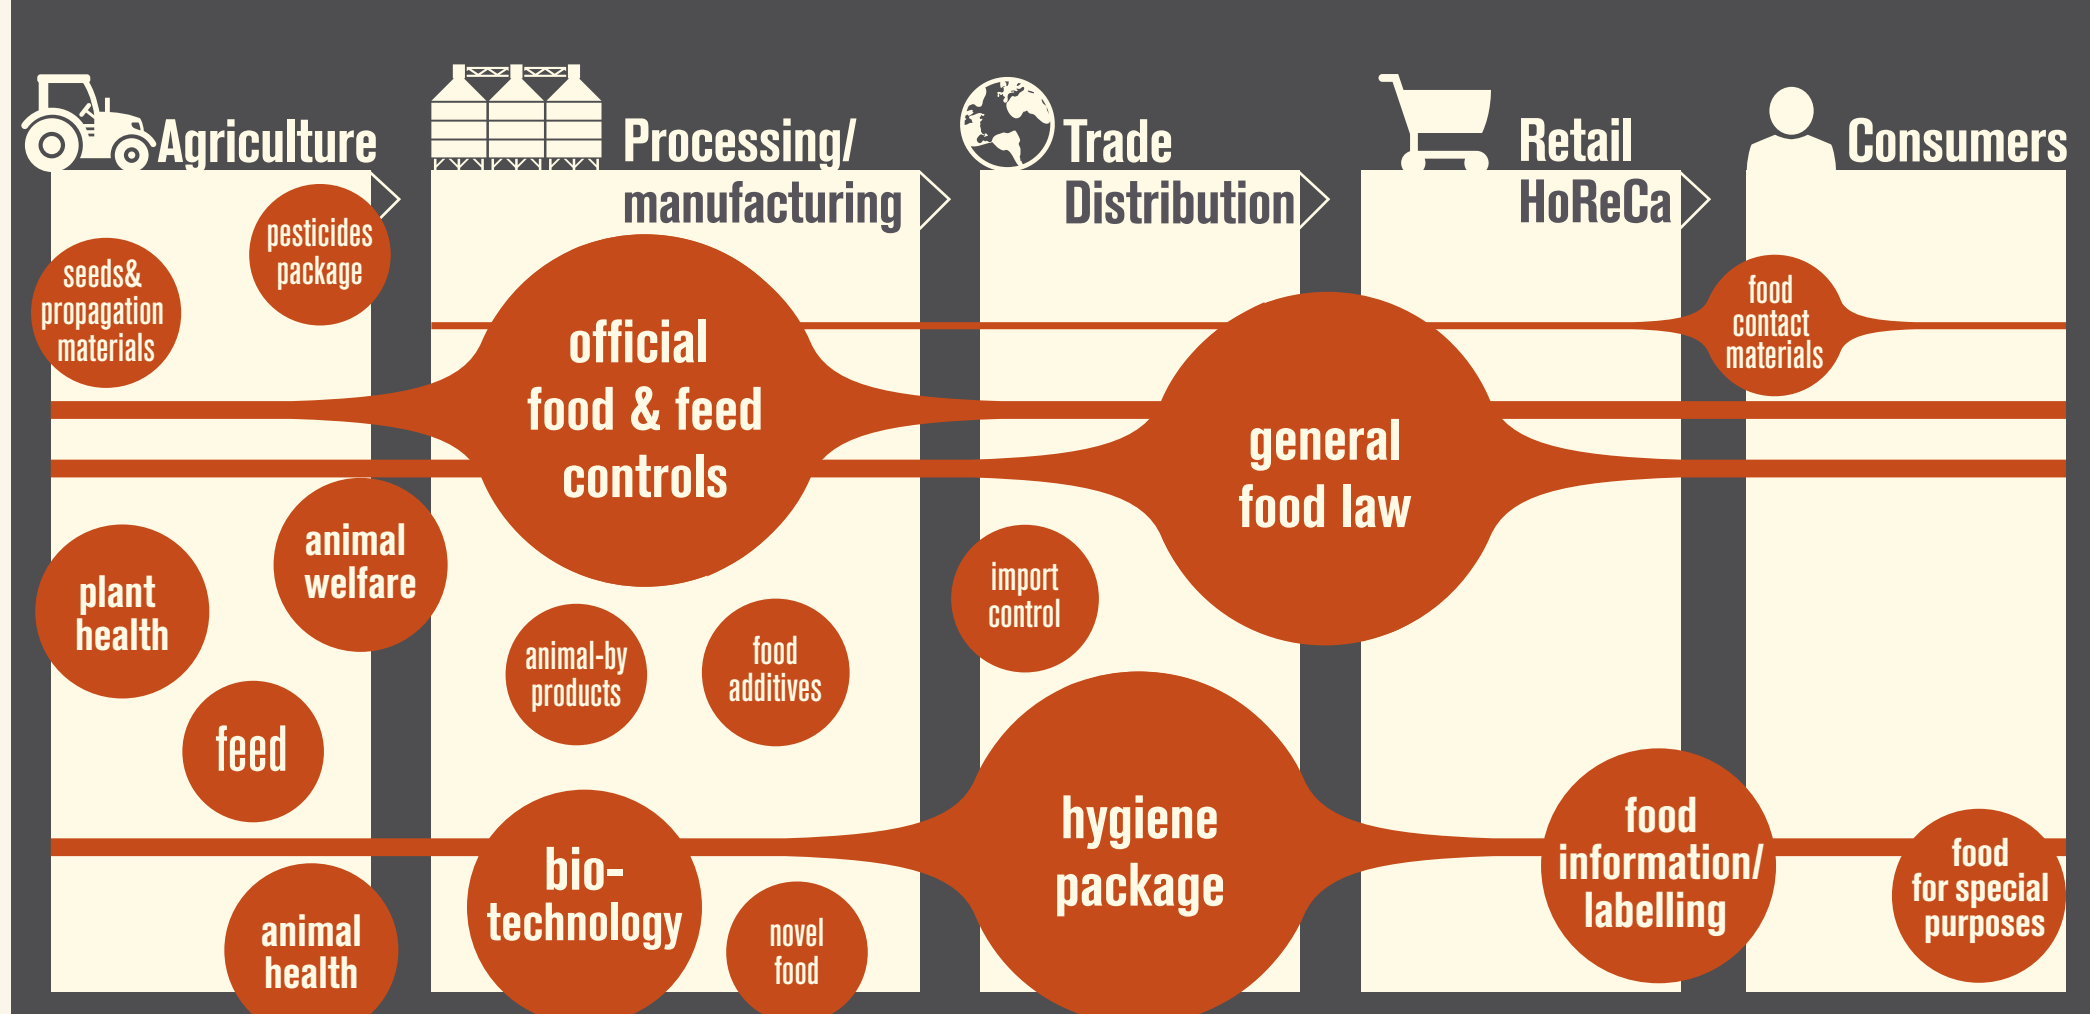 Agriculture
Processing/
manufacturing
Trade
Distribution
Retail
HoReCa
Consumers
pesticides
package
seeds&
propagation
materials
official
food & feed
controls
food
contact
materials
general
food law
animal
welfare
plant
health
import
control
animal-by
products
food
additives
feed
hygiene
package
food
information/
labelling
food
for special
purposes
bio-
technology
novel
food
animal
health